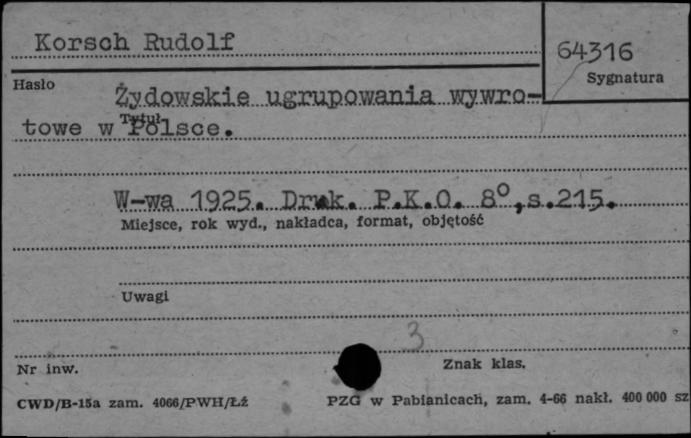 Korsch Rudolf
64316
Sygnatura
Hasło
Żydowskie ugrupowania wywro-
Tytuł
towe w Polsce.
W-wa 1925. Druk. P.K.O. 8°,s.215.
Miejsce, rok wyd., nakładca, format, objętość
Uwagi
3
Nr inw.
Znak klas.
CWD/B-15a zam. 4066/PWH/Łź
PZG w Pabianicach, zam. 4-66 nakł. 400 000 sz